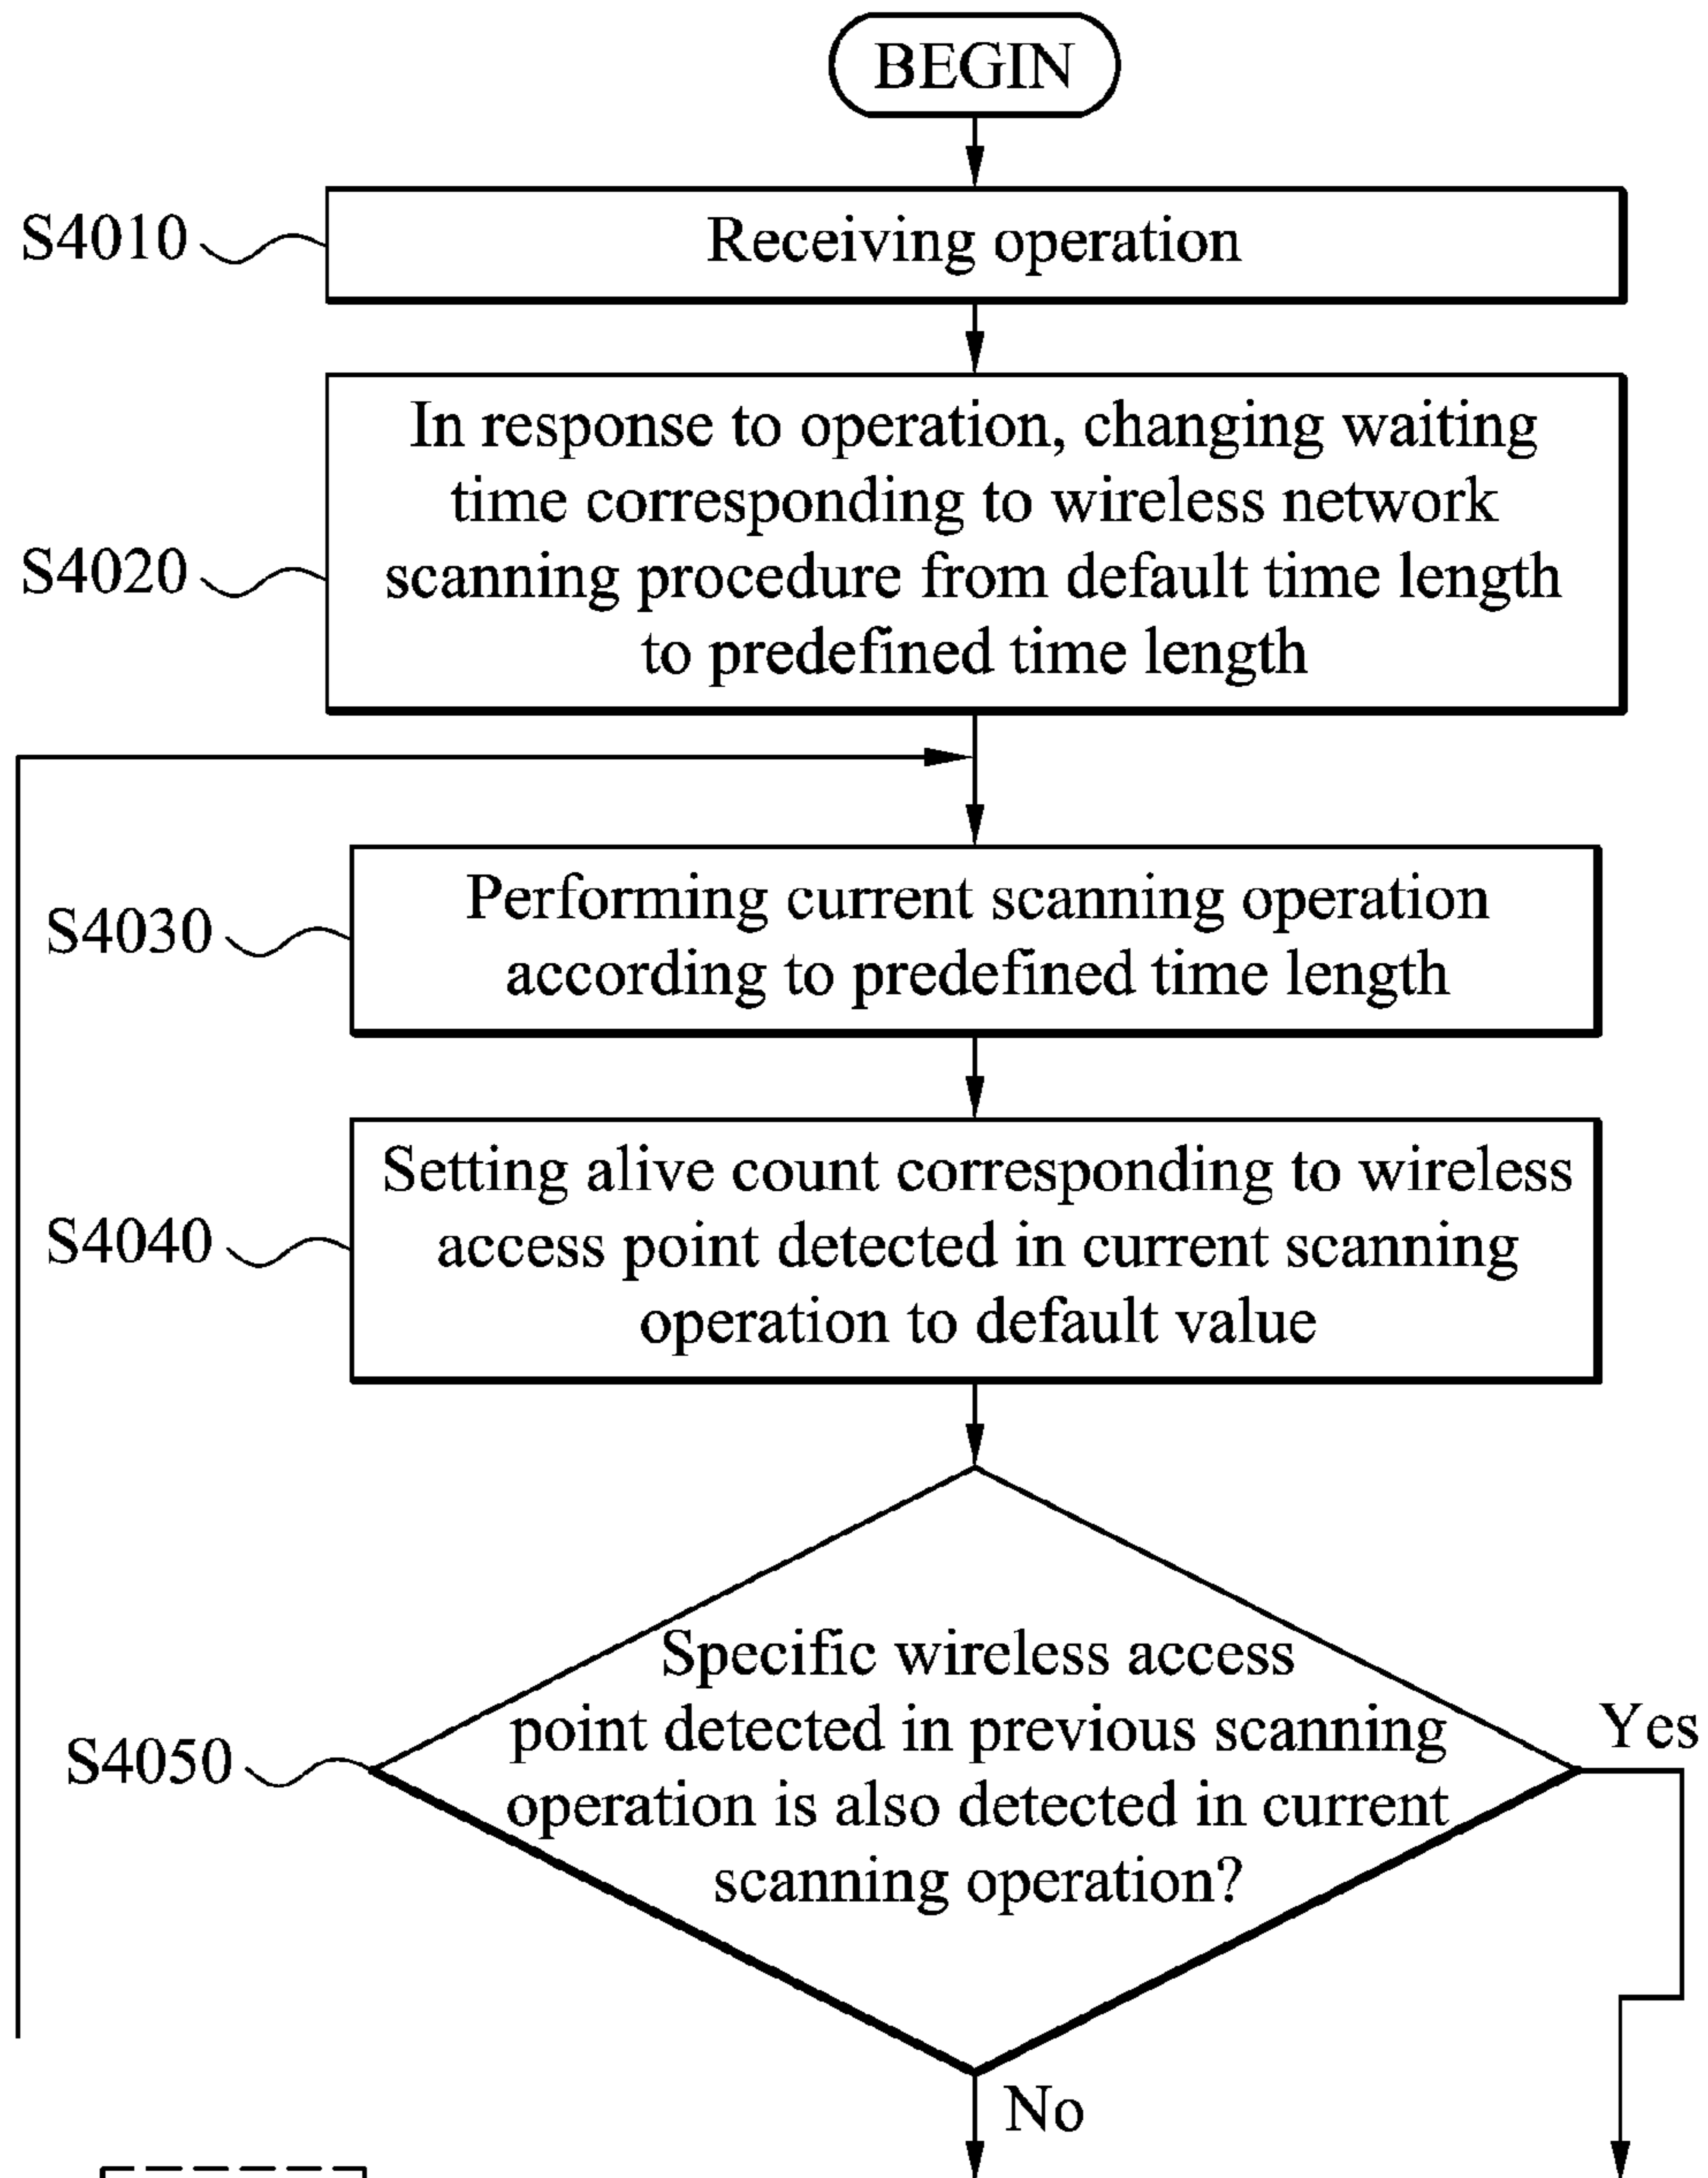 BEGIN
S4010
Receiving operation
S4020
In response to operation, changing waiting
time corresponding to wireless network
scanning procedure from default time length
to predefined time length
S4030
Performing current scanning operation
according to predefined time length
S4040
Setting alive count corresponding to wireless
access point detected in current scanning
operation to default value
S4050
Specific wireless access
point detected in previous scanning
operation is also detected in current
scanning operation?
Yes
No